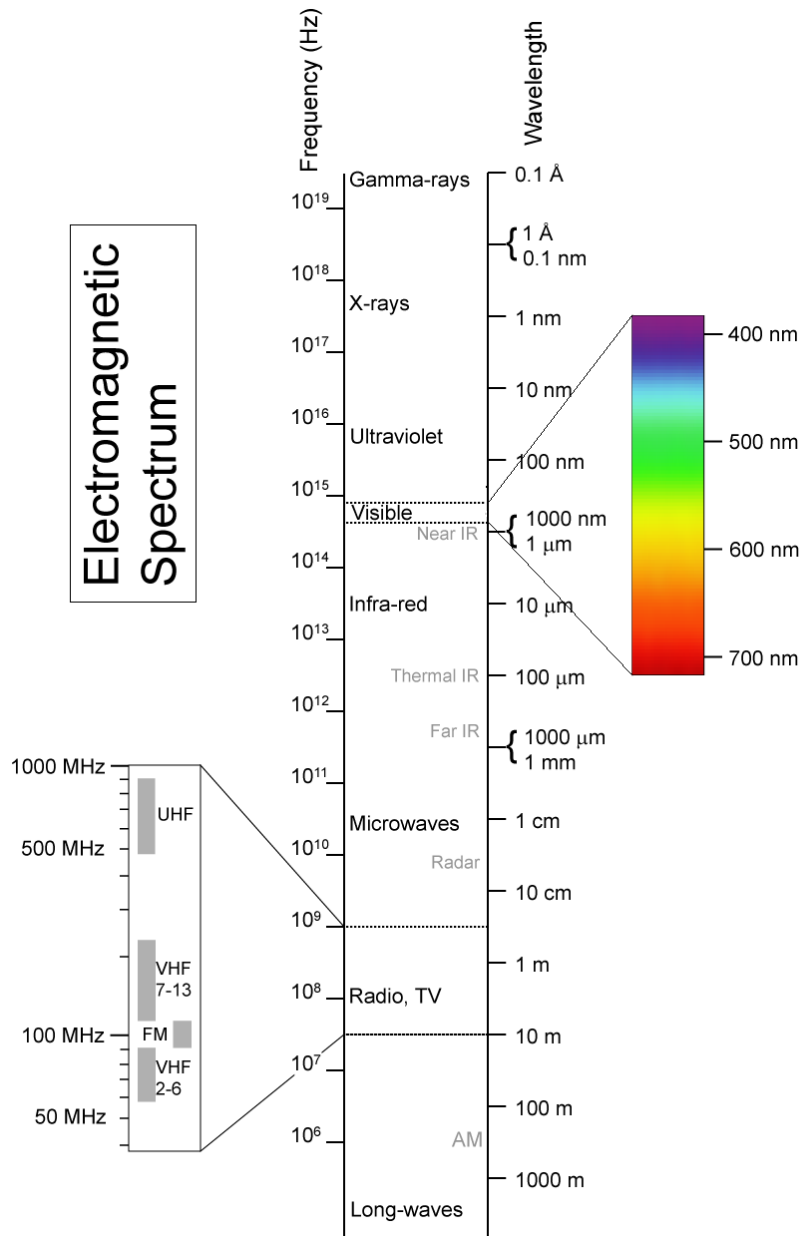 Electromagnetic
Spectrum
Frequency (Hz)
Wavelength
10¹⁹
10¹⁸
10¹⁷
10¹⁶
10¹⁵
10¹⁴
10¹³
10¹²
10¹¹
10¹⁰
10⁹
10⁸
10⁷
10⁶
Gamma-rays
X-rays
Ultraviolet
Visible
Near IR
Infra-red
Thermal IR
Far IR
Microwaves
Radar
Radio, TV
AM
Long-waves
0.1 Å
1 Å
0.1 nm
1 nm
10 nm
100 nm
1000 nm
1 μm
10 μm
100 μm
1000 μm
1 mm
1 cm
10 cm
1 m
10 m
100 m
1000 m
400 nm
500 nm
600 nm
700 nm
1000 MHz
500 MHz
100 MHz
50 MHz
UHF
VHF
7-13
FM
VHF
2-6